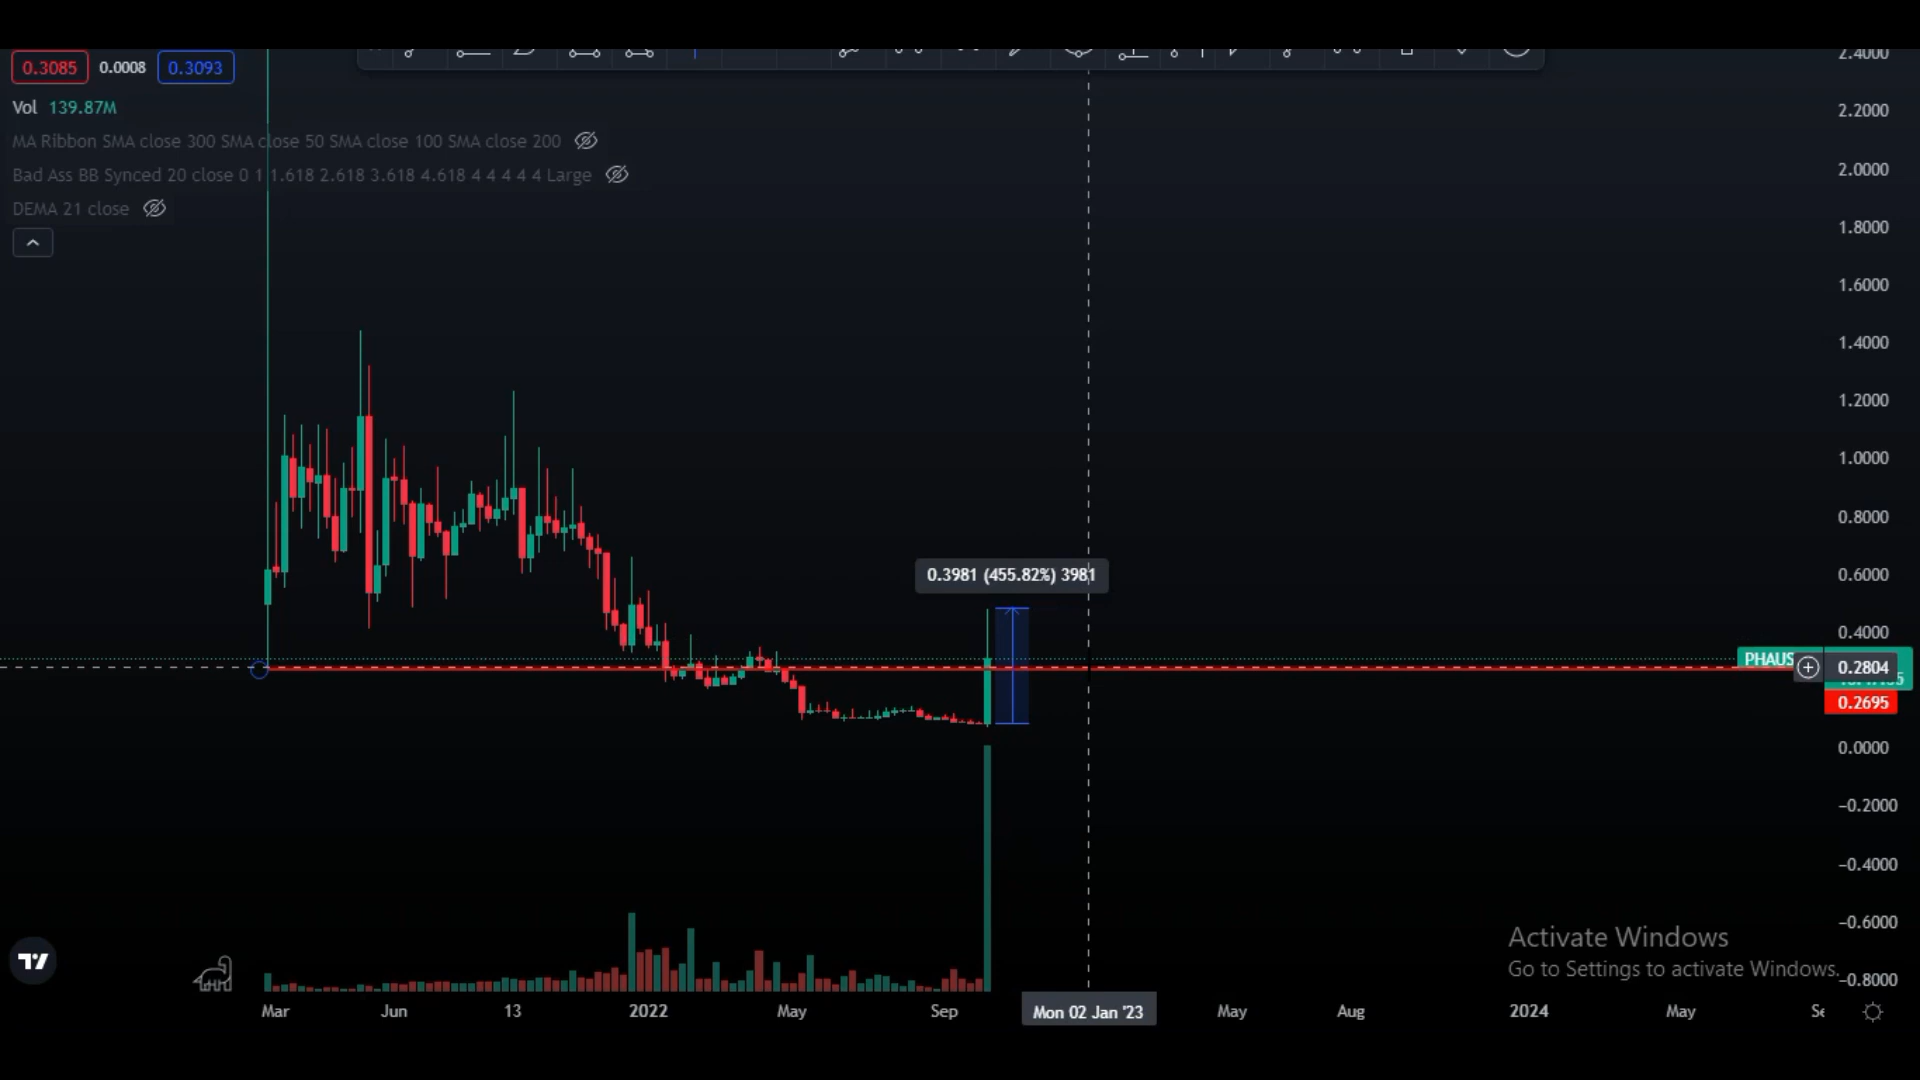 2.4000
0.3085 0.0008 0.3093
Vol 139.87M
2.2000
MA Ribbon SMA close 300 SMA close 50 SMA close 100 SMA close 200
2.0000
Bad Ass BB Synced 20 close 0 1 1.618 2.618 3.618 4.618 4 4 4 4 4 Large
DEMA 21 close
1.8000
1.6000
1.4000
1.2000
1.0000
0.8000
0.3981 (455.82%) 3981
0.6000
0.4000
PHAUS 0.2804
0.2695
0.0000
-0.2000
-0.4000
-0.6000
Activate Windows
Go to Settings to activate Windows.
-0.8000
Mar Jun 13 2022 May Sep Mon 02 Jan '23 May Aug 2024 May